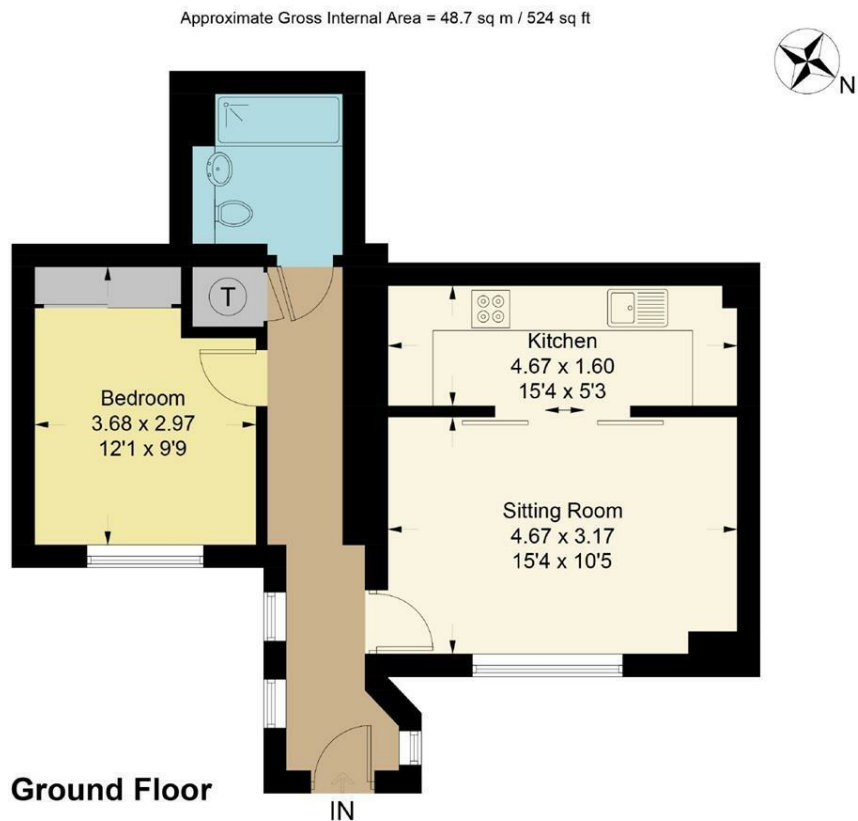 Approximate Gross Internal Area = 48.7 sq m / 524 sq ft
N
T
Kitchen
4.67 x 1.60
15'4 x 5'3
Bedroom
3.68 x 2.97
12'1 x 9'9
Sitting Room
4.67 x 3.17
15'4 x 10'5
Ground Floor
IN